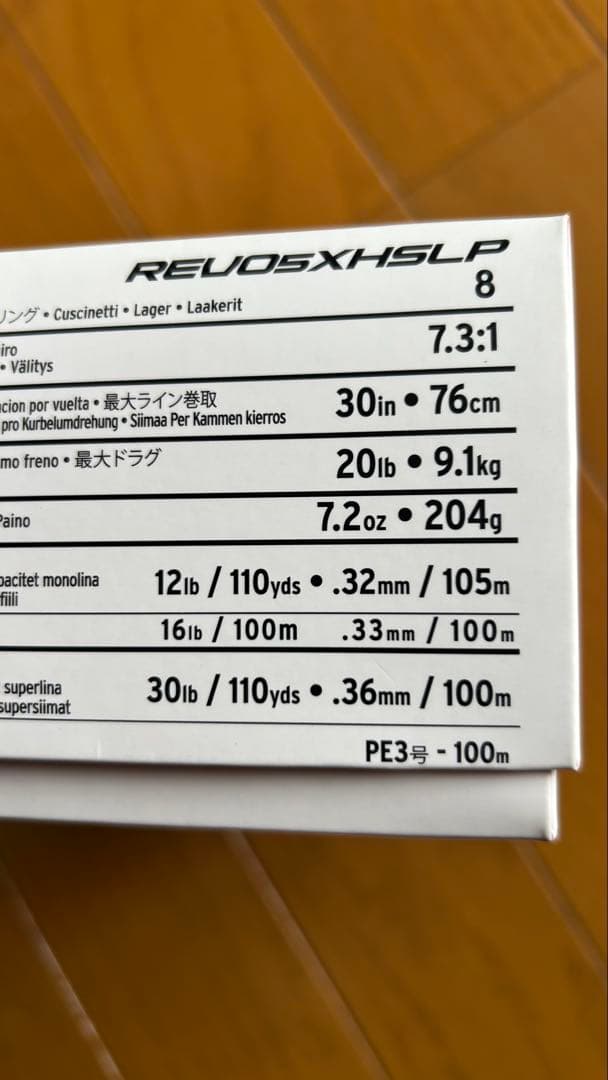 REVO5XHSLP
リング • Cuscinetti • Lager • Laakerit 8
iro
• Välitys 7.3:1
cion por vuelta • 最大ライン巻取
pro Kurbelumdrehung • Siimaa Per Kammen kierros 30in • 76cm
mo freno • 最大ドラグ 20lb • 9.1kg
Paino 7.2oz • 204g
pacitet monolina
fiili 12lb / 110yds • .32mm / 105m
16lb / 100m .33mm / 100m
superlina
supersiimat 30lb / 110yds • .36mm / 100m
PE3号 - 100m